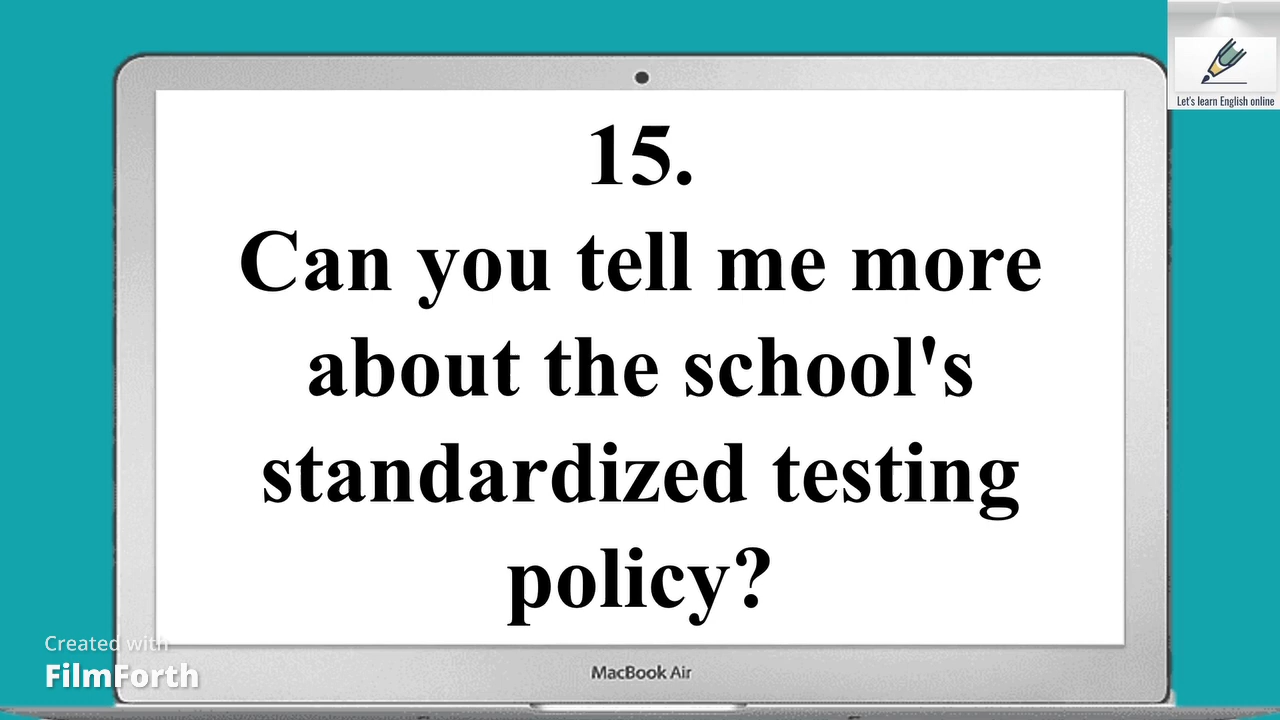 Let's learn English online
15.
Can you tell me more
about the school's
standardized testing
policy?
Created with
FilmForth
MacBook Air